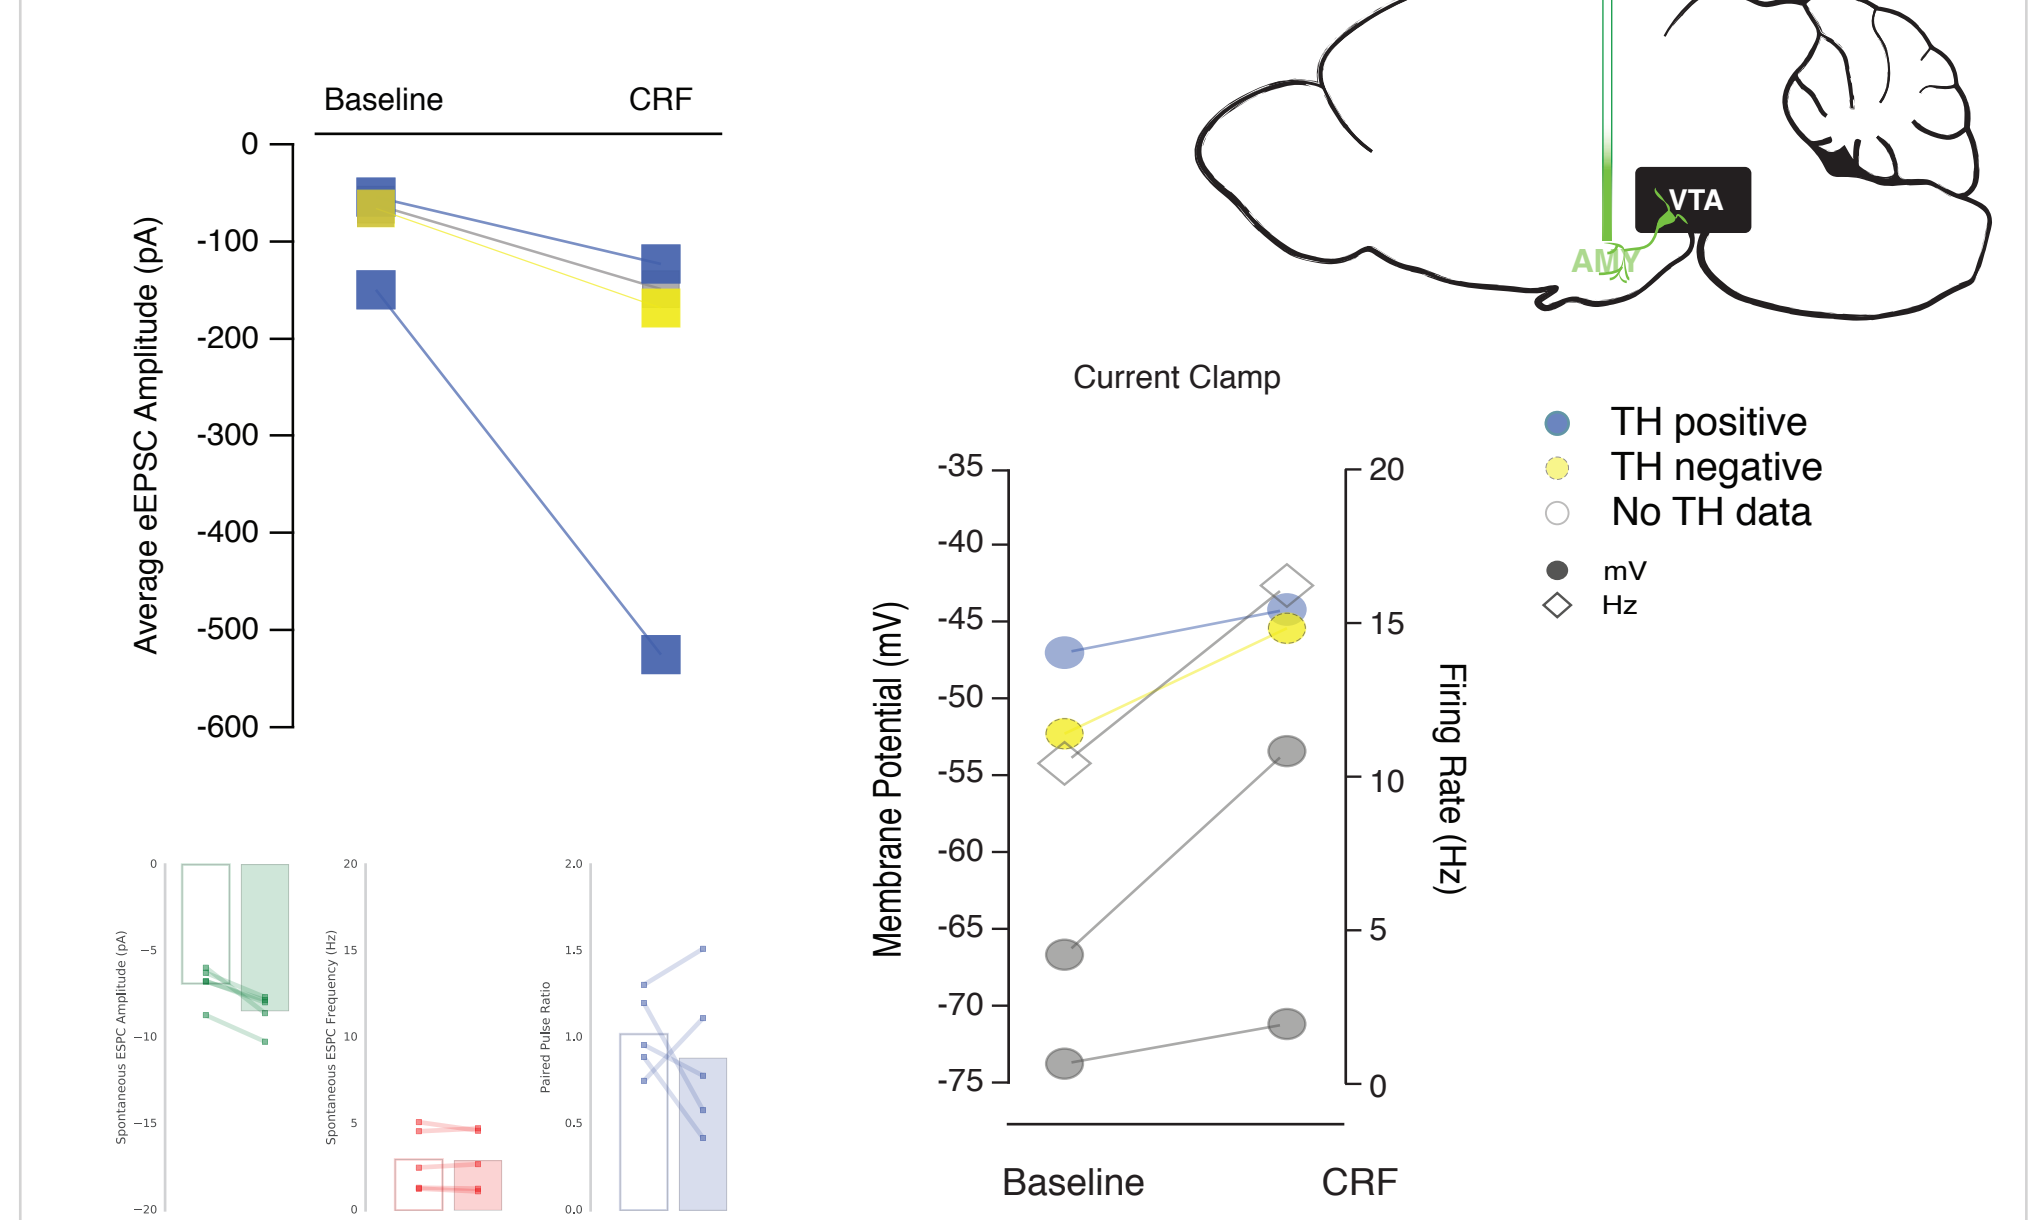 Baseline CRF
0
-100
-200
-300
-400
-500
-600
Average eEPSC Amplitude (pA)
VTA
AMY
Current Clamp
TH positive
TH negative
No TH data
mV
Hz
-35
-40
-45
-50
-55
-60
-65
-70
-75
Membrane Potential (mV)
20
15
10
5
0
Firing Rate (Hz)
Baseline CRF
0
−5
−10
−15
−20
Spontaneous ESPC Amplitude (pA)
20
15
10
5
0
Spontaneous ESPC Frequency (Hz)
2.0
1.5
1.0
0.5
0.0
Paired Pulse Ratio